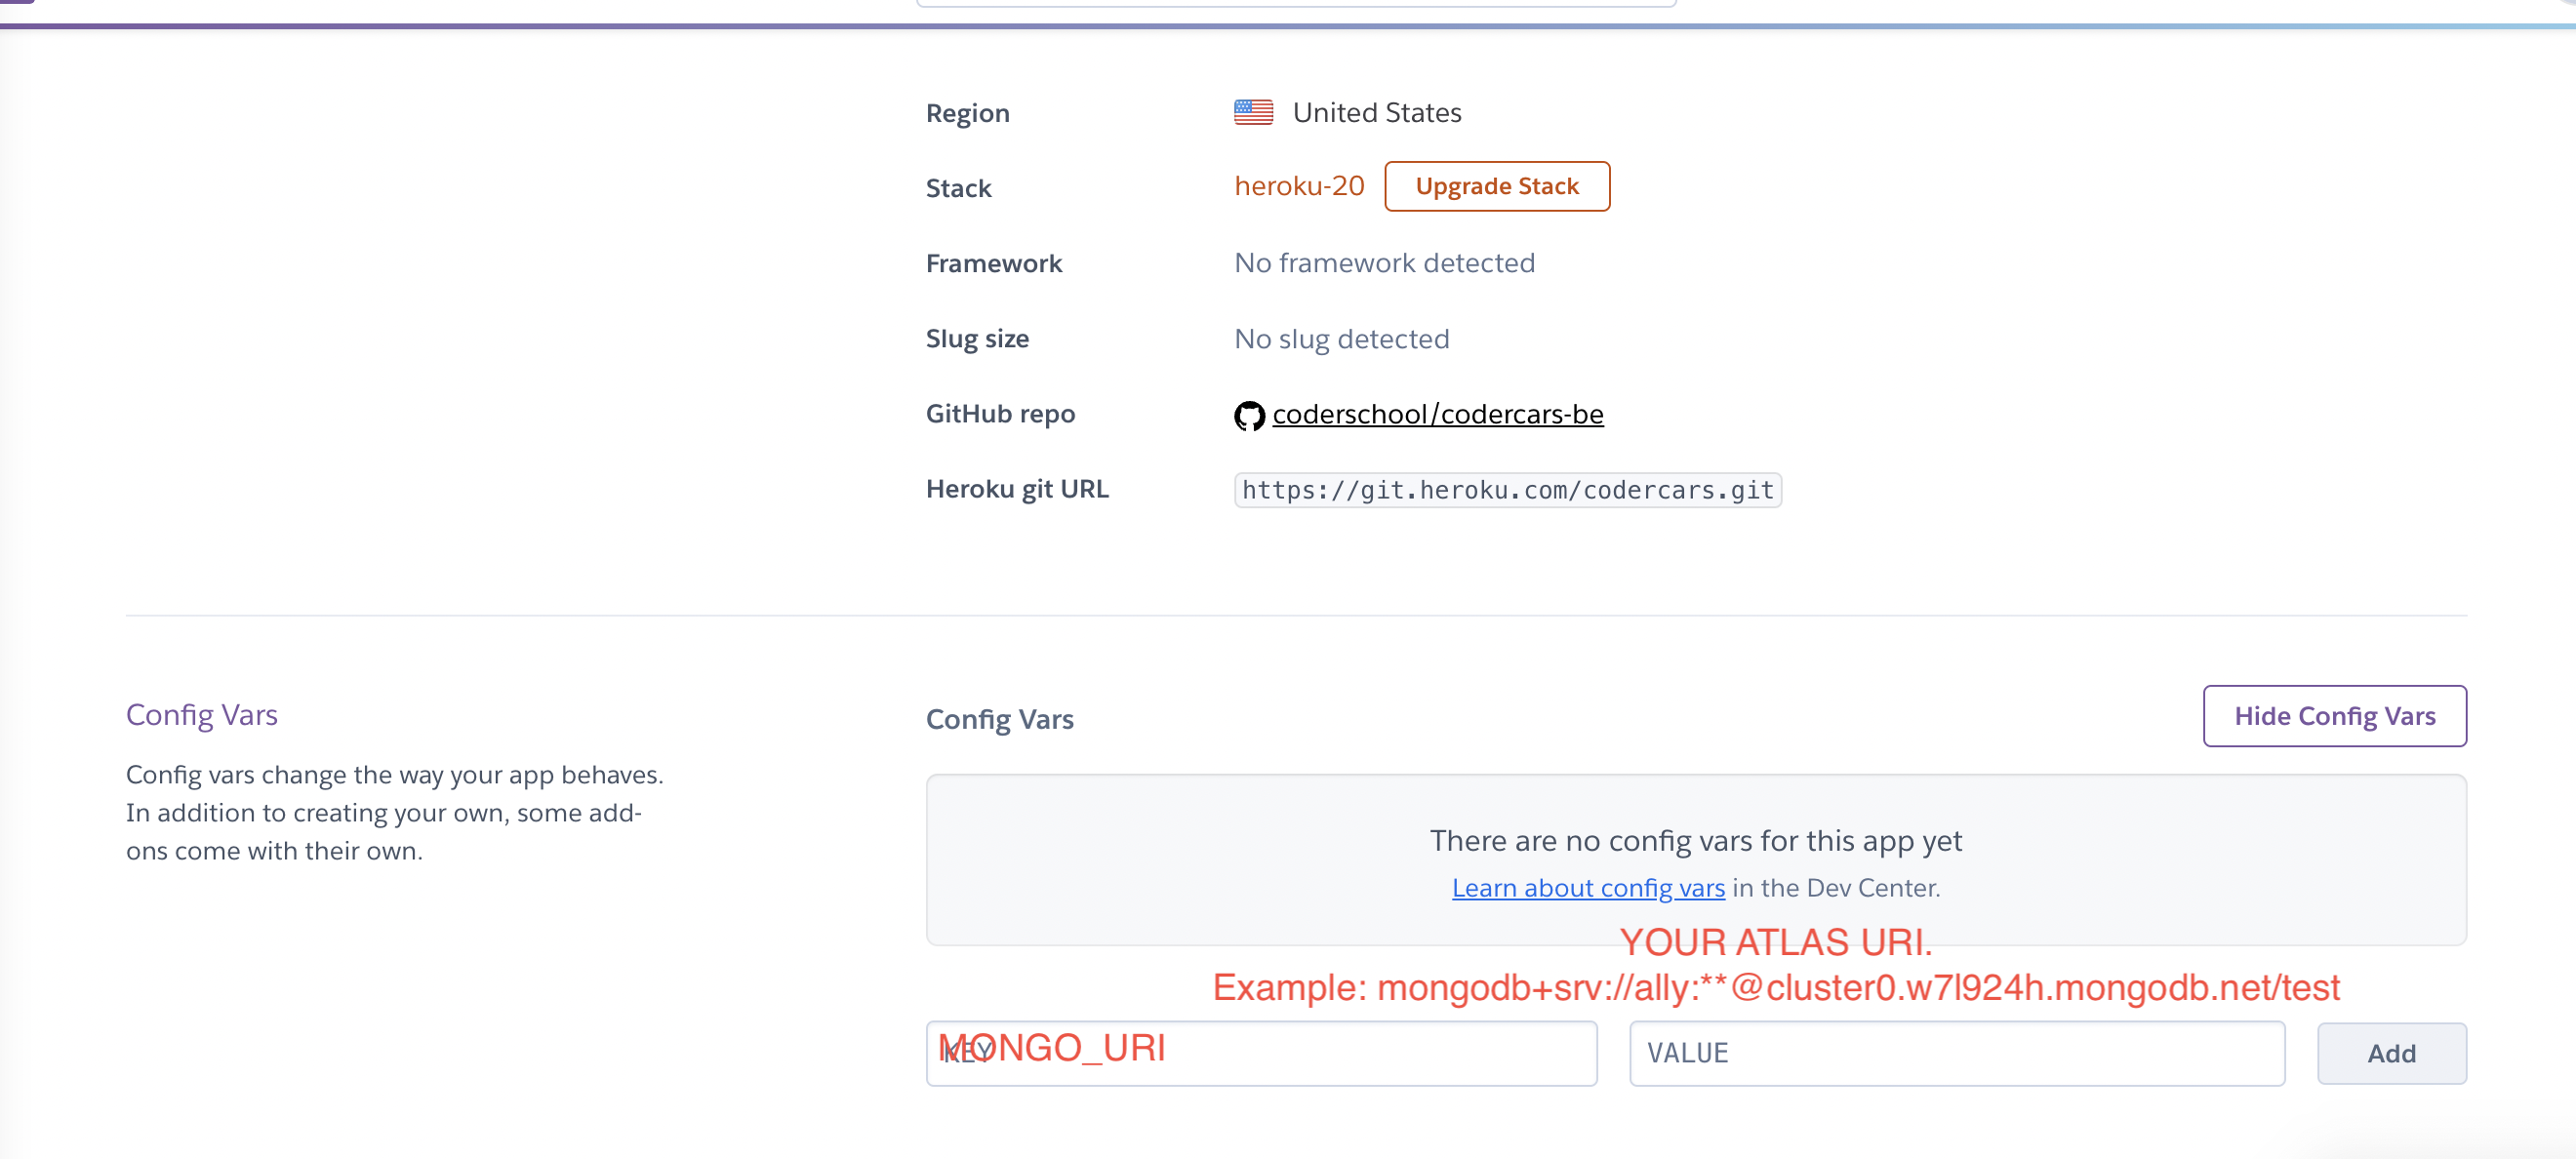 Region United States
Stack heroku-20 Upgrade Stack
Framework No framework detected
Slug size No slug detected
GitHub repo coderschool/codercars-be
Heroku git URL https://git.heroku.com/codercars.git
Config Vars
Config vars change the way your app behaves.
In addition to creating your own, some add-
ons come with their own.
Config Vars Hide Config Vars
There are no config vars for this app yet
Learn about config vars in the Dev Center.
YOUR ATLAS URI.
Example: mongodb+srv://ally:**@cluster0.w7l924h.mongodb.net/test
KEY MONGO_URI VALUE Add